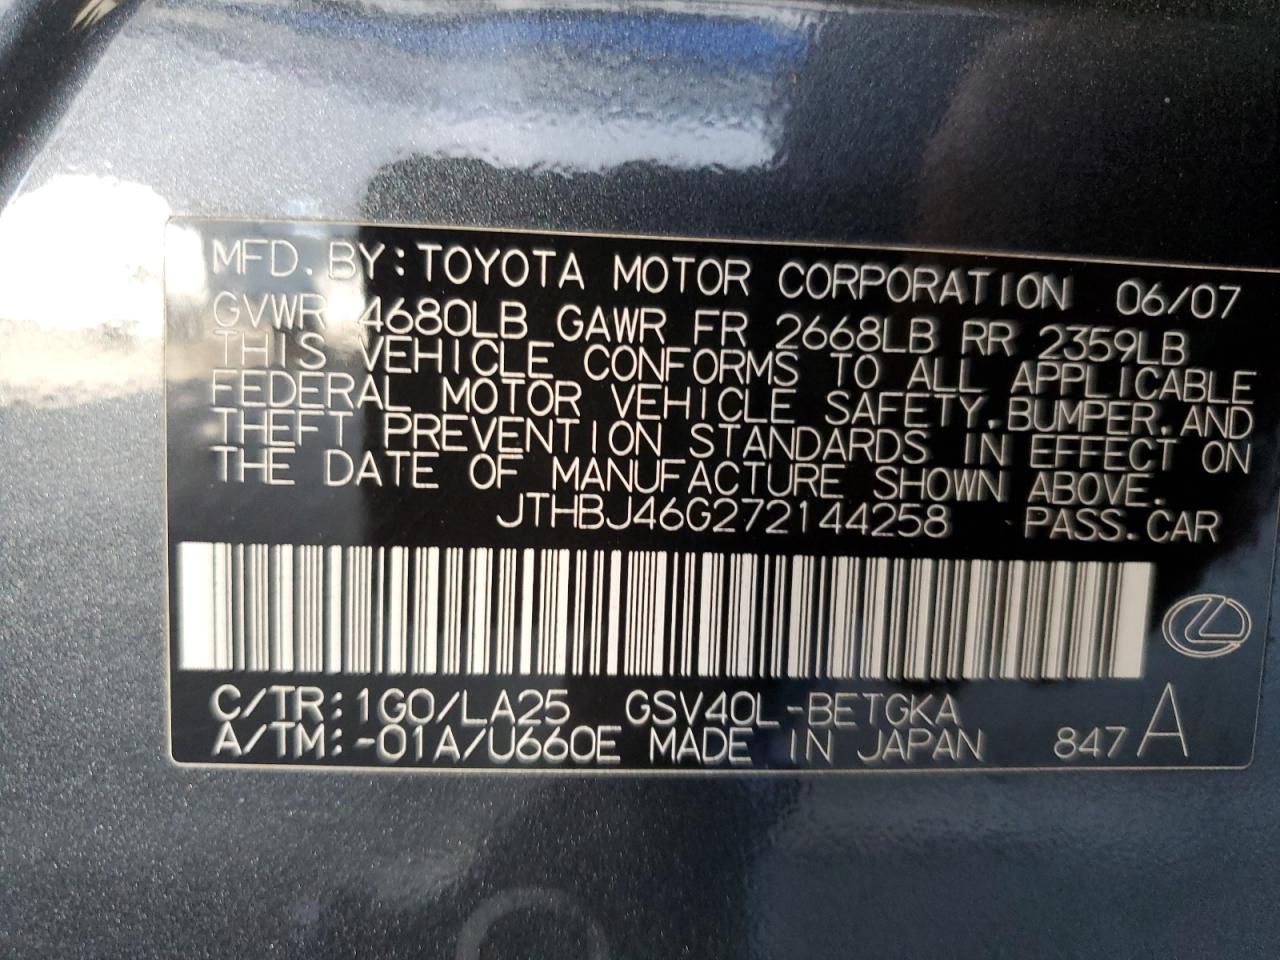 MFD. BY: TOYOTA MOTOR CORPORATION 06/07
GVWR 4680LB GAWR FR 2668LB RR 2359LB
THIS VEHICLE CONFORMS TO ALL APPLICABLE
FEDERAL MOTOR VEHICLE SAFETY, BUMPER, AND
THEFT PREVENTION STANDARDS IN EFFECT ON
THE DATE OF MANUFACTURE SHOWN ABOVE.
JTHBJ46G272144258 PASS. CAR
C/TR: 1G0/LA25 GSV40L-BETGKA
A/TM: -01A/U660E MADE IN JAPAN 847 A